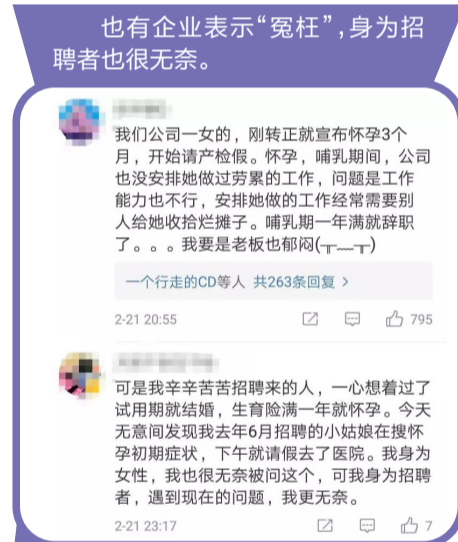 也有企业表示“冤枉”,身为招
聘者也很无奈。
我们公司一女的，刚转正就宣布怀孕3个
月，开始请产检假。怀孕，哺乳期间，公司
也没安排她做过劳累的工作，问题是工作
能力也不行，安排她做的工作经常需要别
人给她收拾烂摊子。哺乳期一年满就辞职
了。。。我要是老板也郁闷(┬﹏┬)
一个行走的CD等人 共263条回复 >
2-21 20:55 795
可是我辛辛苦苦招聘来的人，一心想着过了
试用期就结婚，生育险满一年就怀孕。今天
无意间发现我去年6月招聘的小姑娘在搜怀
孕初期症状，下午就请假去了医院。我身为
女性，我也很无奈被问这个，可我身为招聘
者，遇到现在的问题，我更无奈。
2-21 23:17 7